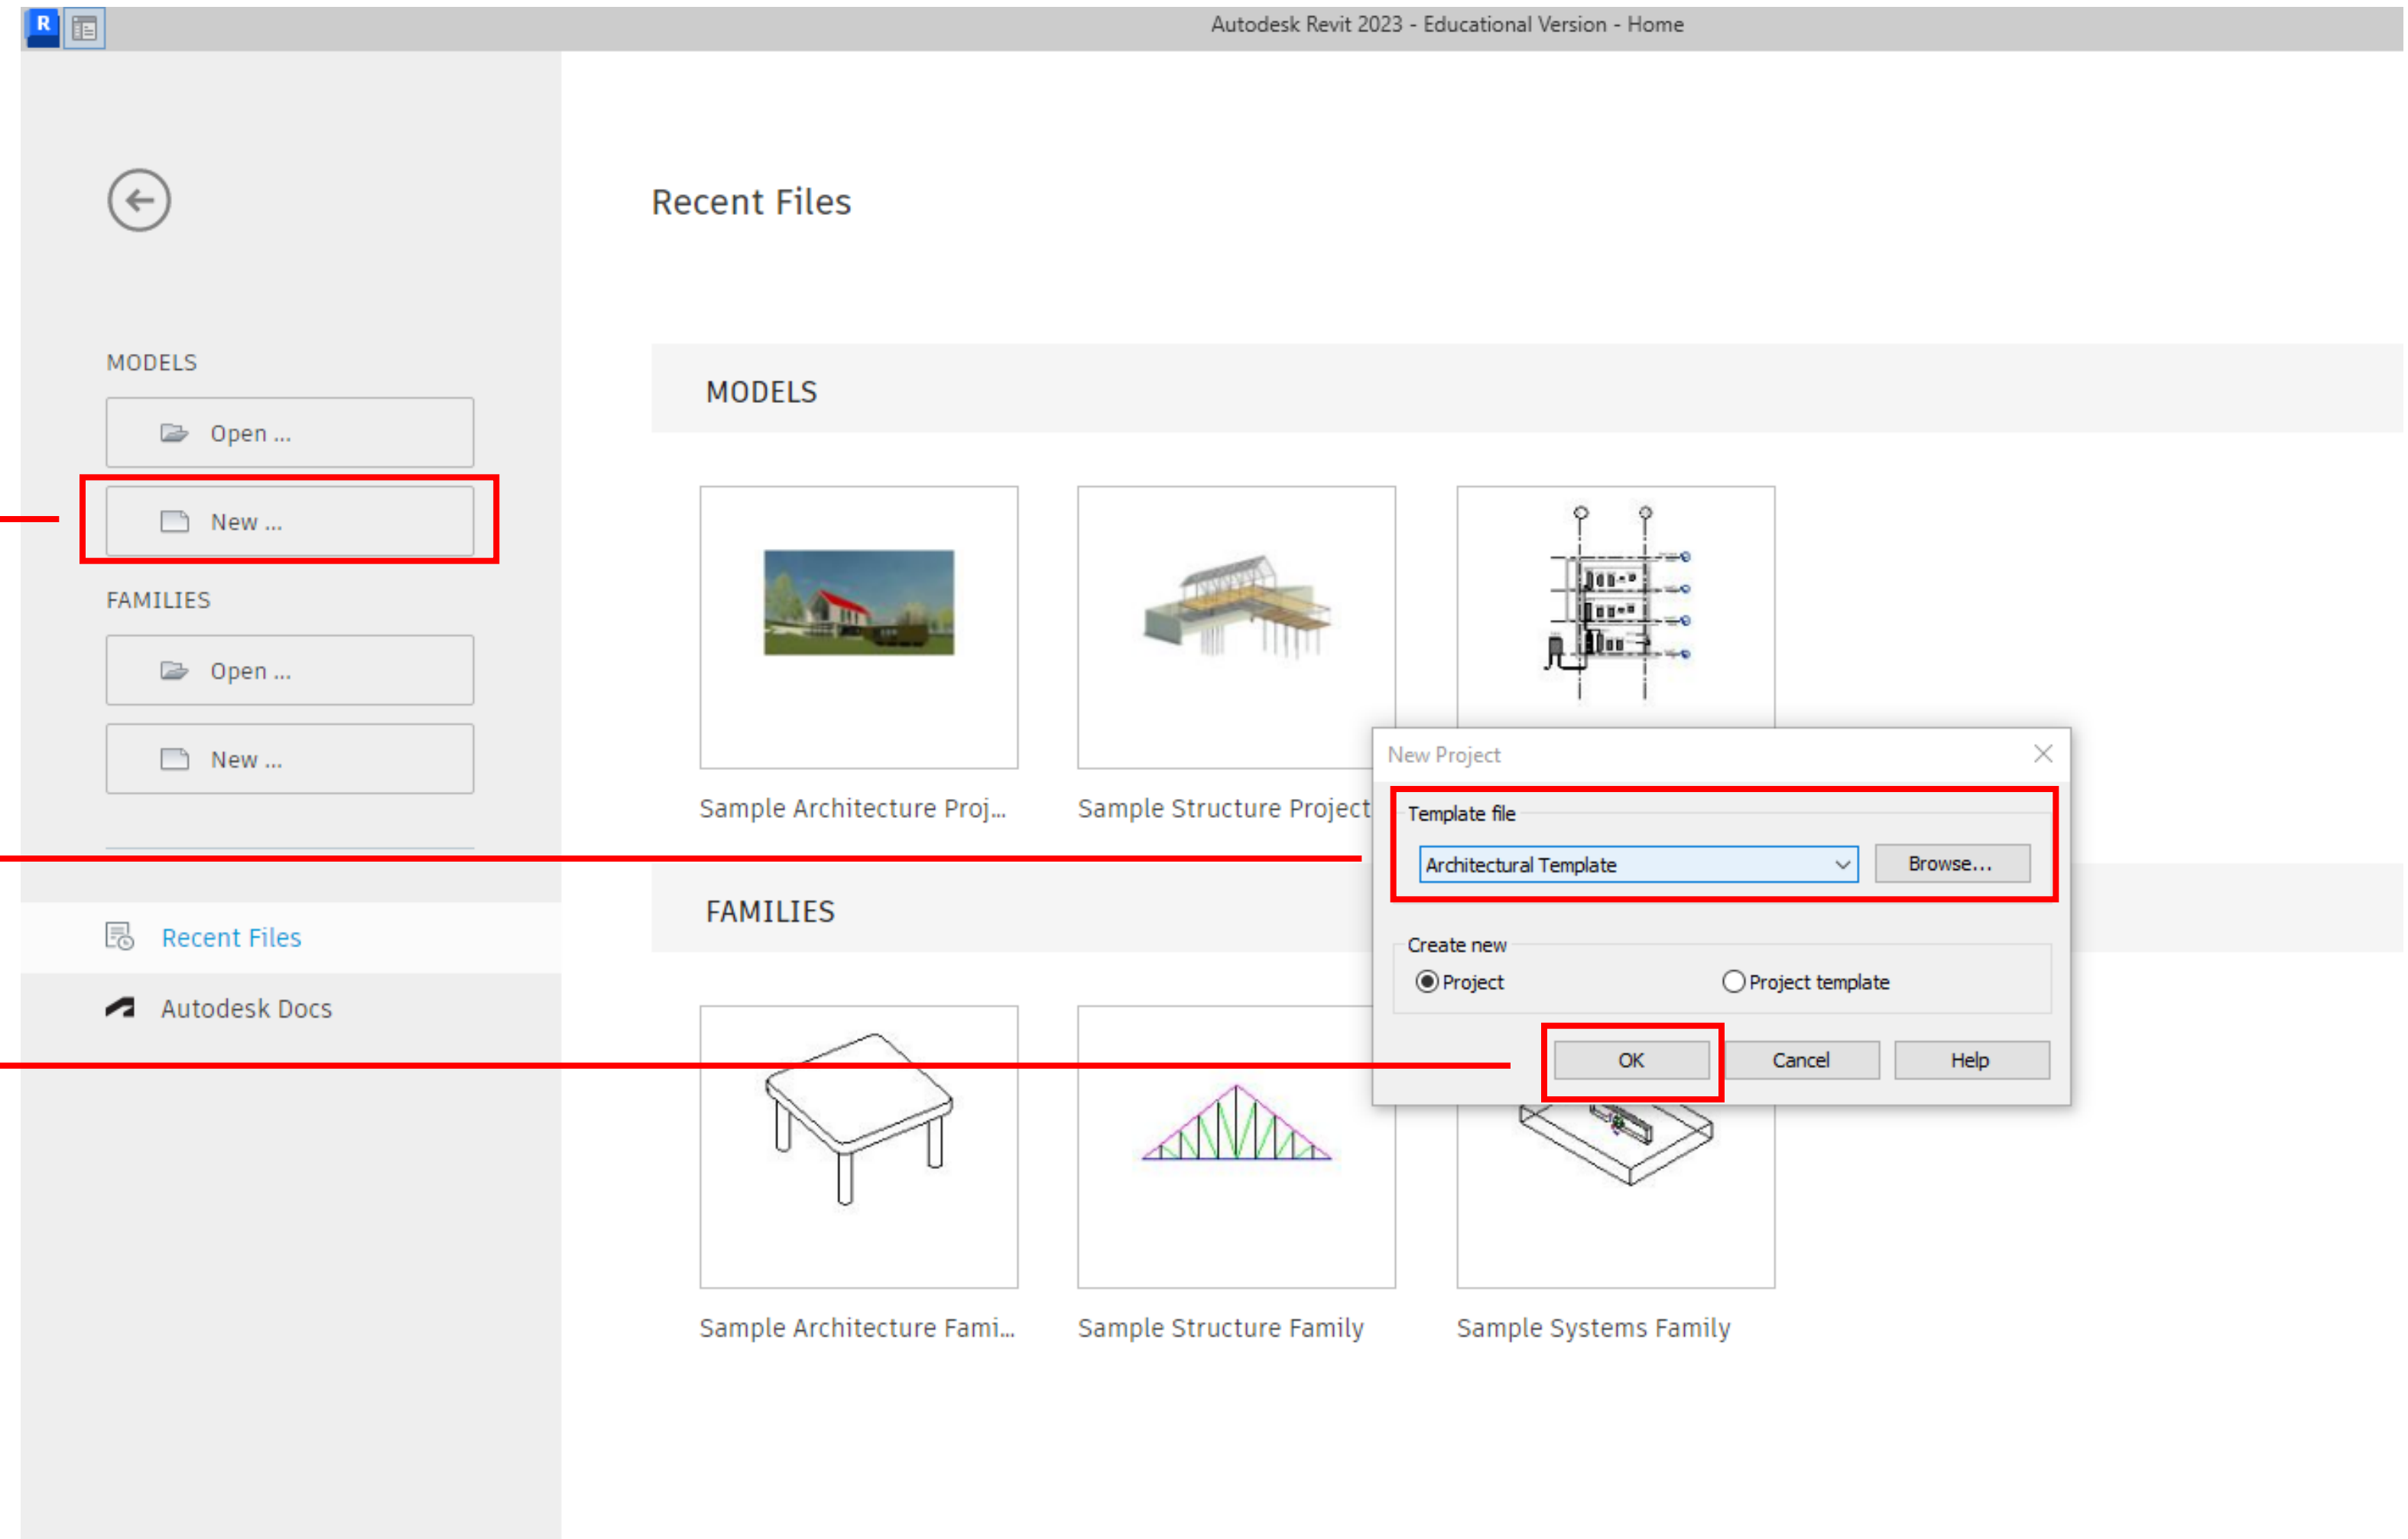 R
Autodesk Revit 2023 - Educational Version - Home
Recent Files
MODELS
Open ...
New ...
FAMILIES
Open ...
New ...
Recent Files
Autodesk Docs
MODELS
Sample Architecture Proj...
Sample Structure Project
FAMILIES
Sample Architecture Fami...
Sample Structure Family
Sample Systems Family
New Project
Template file
Architectural Template
Browse...
Create new
Project
Project template
OK
Cancel
Help